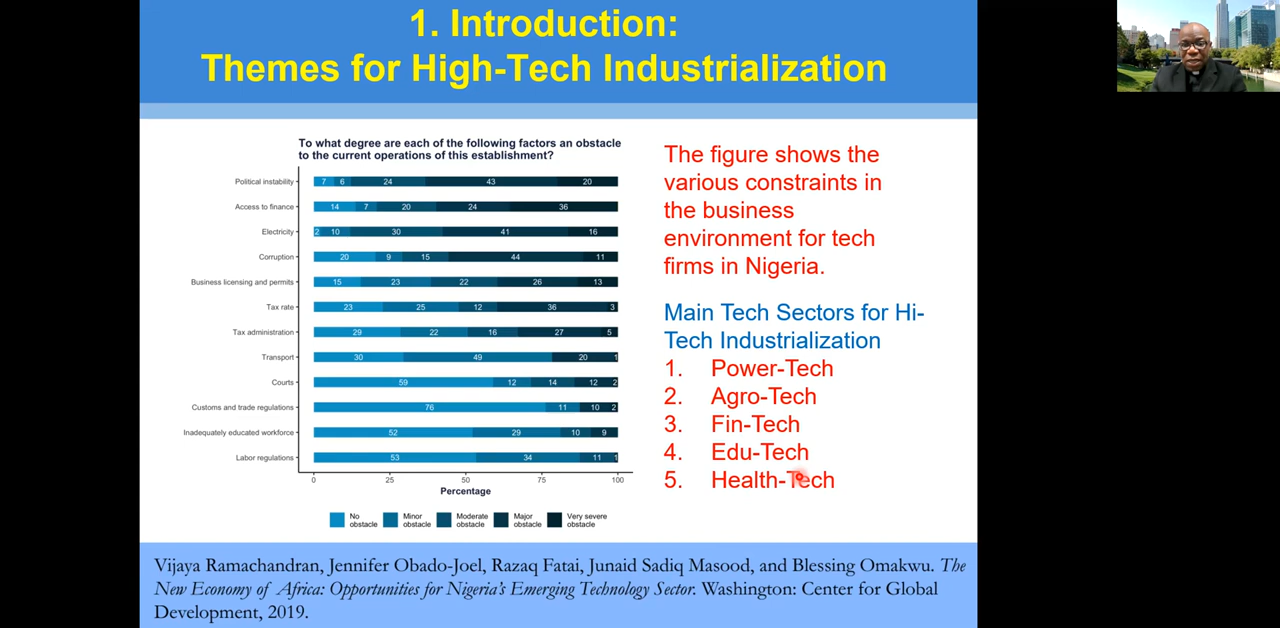 1. Introduction:
Themes for High-Tech Industrialization
To what degree are each of the following factors an obstacle
to the current operations of this establishment?
Political instability 7 6 24 43 20
Access to finance 14 7 20 24 36
Electricity 2 10 30 41 16
Corruption 20 9 15 44 11
Business licensing and permits 15 23 22 26 13
Tax rate 23 25 12 36 3
Tax administration 29 22 16 27 5
Transport 30 49 20 1
Courts 59 12 14 12 2
Customs and trade regulations 76 11 10 2
Inadequately educated workforce 52 29 10 9
Labor regulations 53 34 11 1
0 25 50 75 100
Percentage
No obstacle
Minor obstacle
Moderate obstacle
Major obstacle
Very severe obstacle
The figure shows the
various constraints in
the business
environment for tech
firms in Nigeria.
Main Tech Sectors for Hi-
Tech Industrialization
1. Power-Tech
2. Agro-Tech
3. Fin-Tech
4. Edu-Tech
5. Health-Tech
Vijaya Ramachandran, Jennifer Obado-Joel, Razaq Fatai, Junaid Sadiq Masood, and Blessing Omakwu. The
New Economy of Africa: Opportunities for Nigeria's Emerging Technology Sector. Washington: Center for Global
Development, 2019.